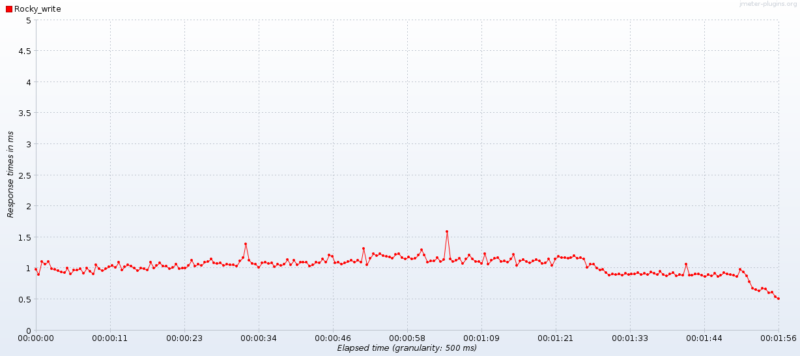 jmeter-plugins.org
Rocky_write
5
4.5
4
3.5
3
2.5
2
1.5
1
0.5
0
Response times in ms
00:00:00 00:00:11 00:00:23 00:00:34 00:00:46 00:00:58 00:01:09 00:01:21 00:01:33 00:01:44 00:01:56
Elapsed time (granularity: 500 ms)